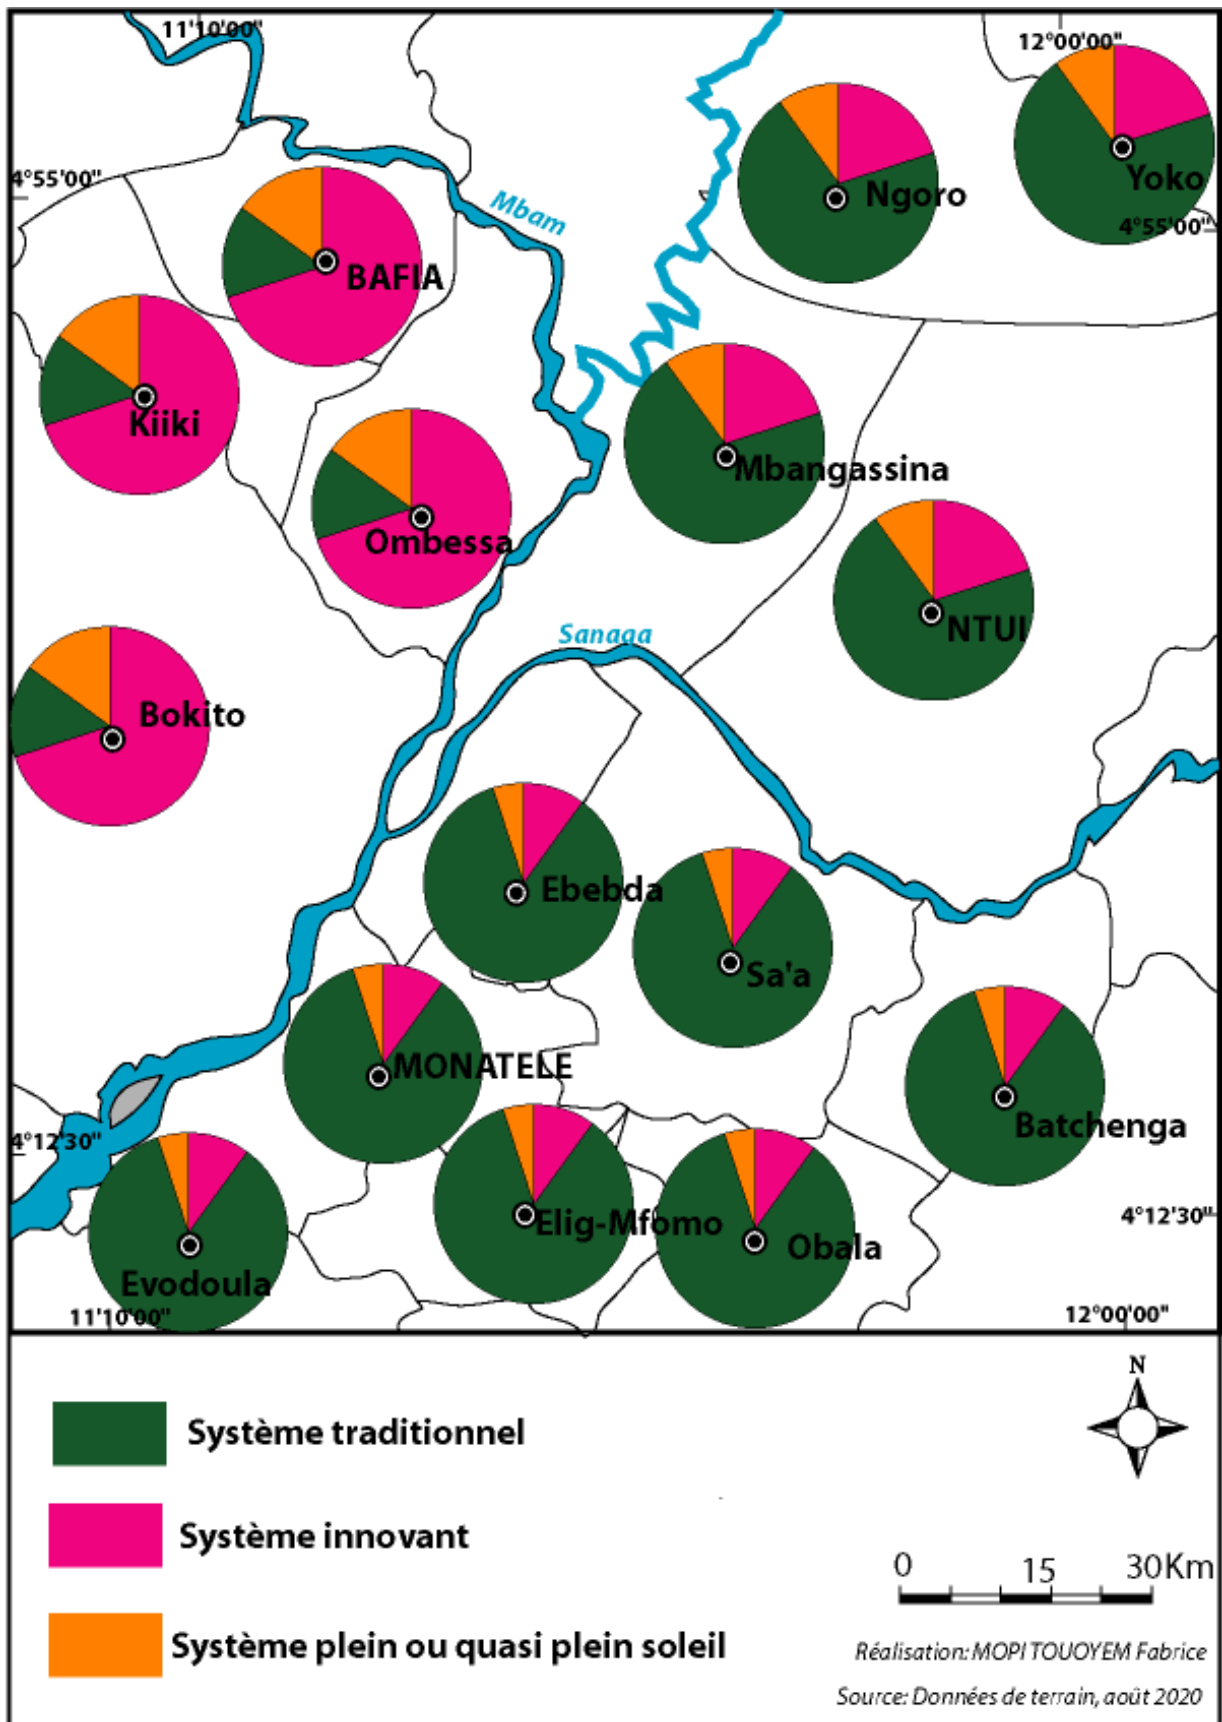 11'10'00"
12°00'00"
4°55'00"
Mbam
Ngoro
Yoko
4°55'00"
BAFIA
Kiiki
Mbangassina
Ombessa
NTUI
Sanaga
Bokito
Ebebda
Sa'a
MONATELE
Batchenga
4°12'30"
Elig-Mfomo
4°12'30"
Obala
Evodoula
11'10'00"
12°00'00"
N
Système traditionnel
Système innovant
0 15 30Km
Système plein ou quasi plein soleil
Réalisation: MOPI TOUOYEM Fabrice
Source: Données de terrain, août 2020